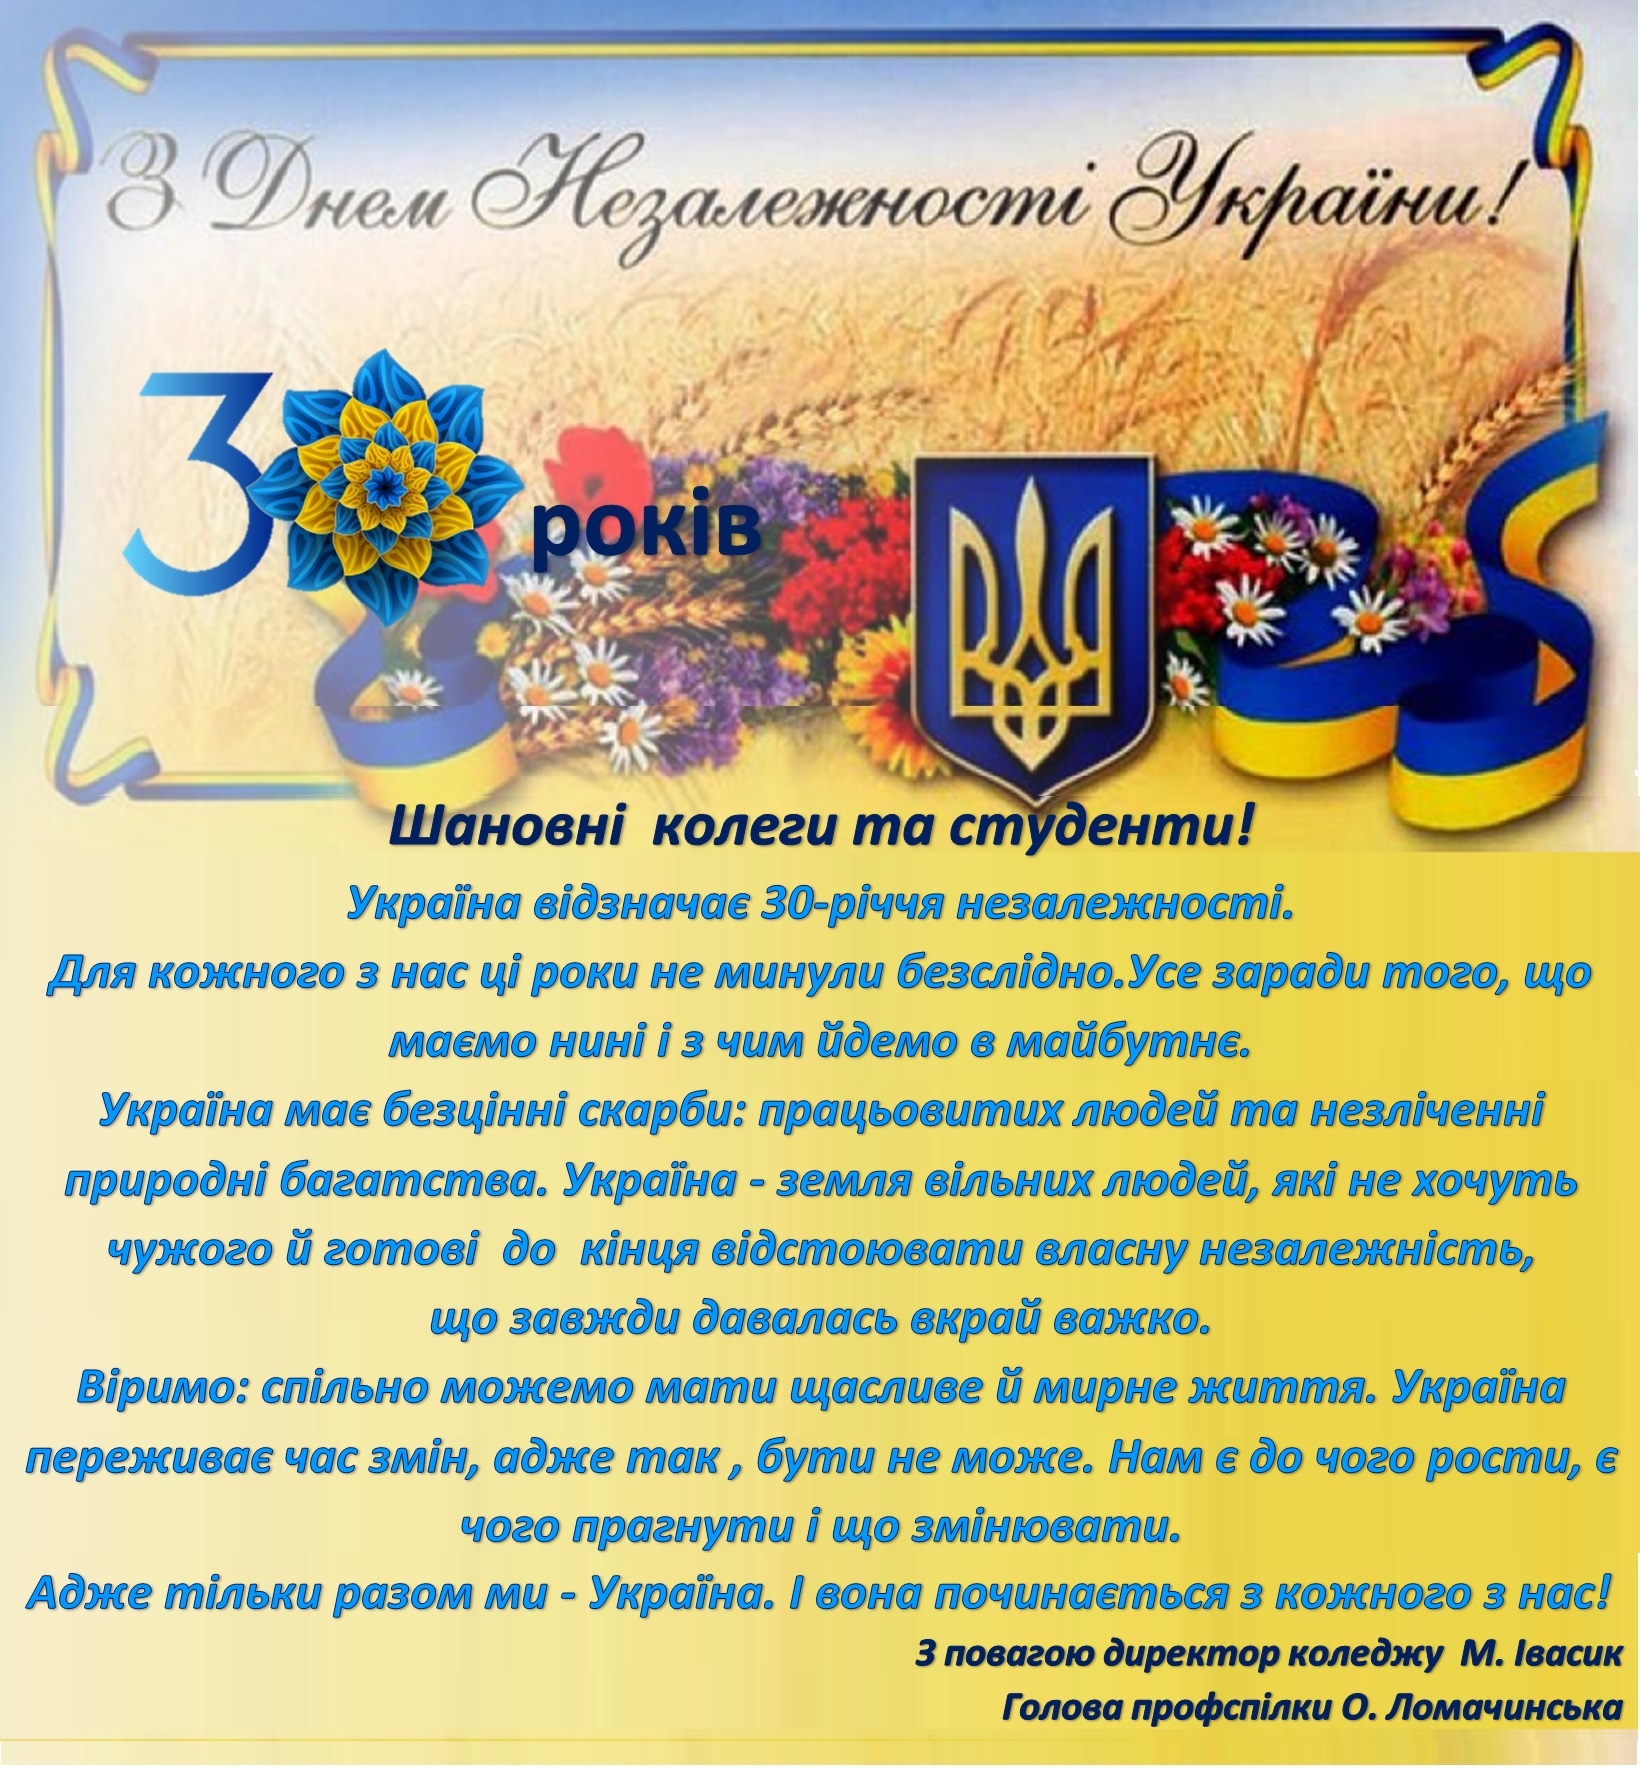 З Днем Незалежності України!
30 років
Шановні колеги та студенти!
Україна відзначає 30-річчя незалежності.
Для кожного з нас ці роки не минули безслідно.Усе заради того, що
маємо нині і з чим йдемо в майбутнє.
Україна має безцінні скарби: працьовитих людей та незліченні
природні багатства. Україна - земля вільних людей, які не хочуть
чужого й готові до кінця відстоювати власну незалежність,
що завжди давалась вкрай важко.
Віримо: спільно можемо мати щасливе й мирне життя. Україна
переживає час змін, адже так , бути не може. Нам є до чого рости, є
чого прагнути і що змінювати.
Адже тільки разом ми - Україна. І вона починається з кожного з нас!
З повагою директор коледжу М. Івасик
Голова профспілки О. Ломачинська